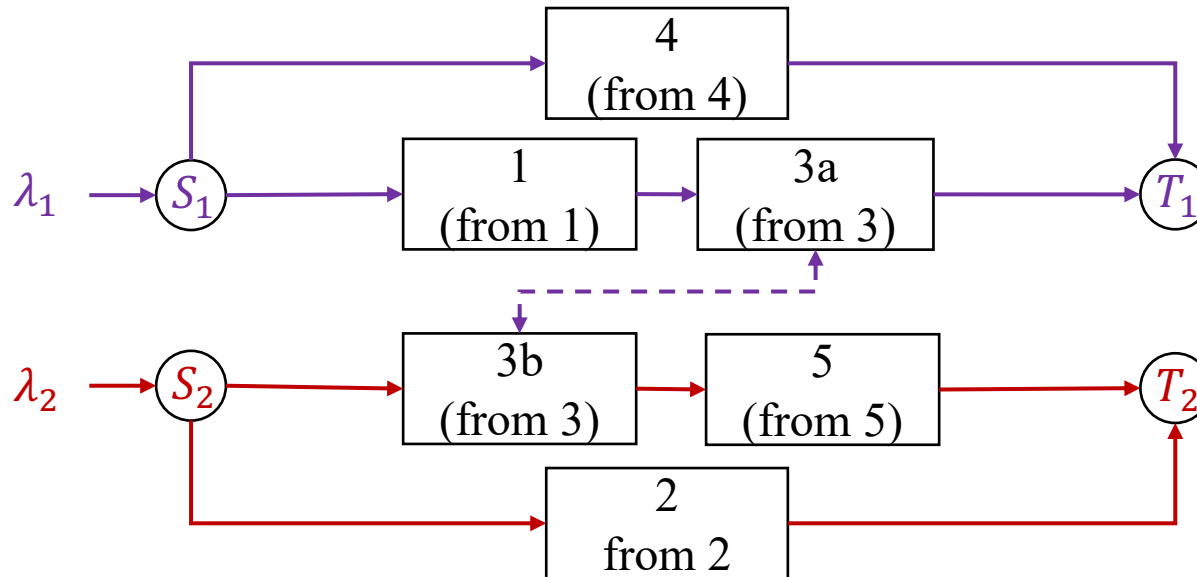 4
(from 4)
λ₁
S₁
1
(from 1)
3a
(from 3)
T₁
λ₂
S₂
3b
(from 3)
5
(from 5)
T₂
2
from 2